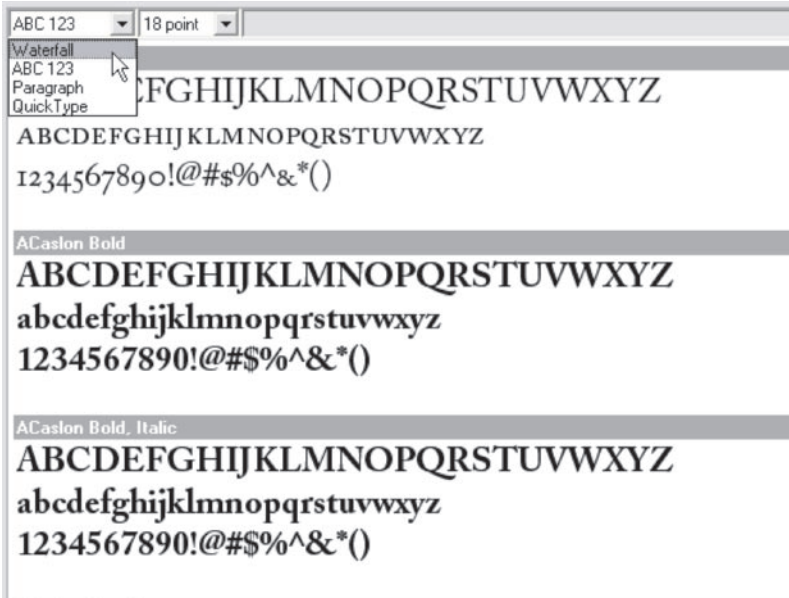 ABC 123 18 point
Waterfall
ABC 123
Paragraph
QuickType
EFGHIJKLMNOPQRSTUVWXYZ
ABCDEFGHIJKLMNOPQRSTUVWXYZ
1234567890!@#$%^&*()
ACaslon Bold
ABCDEFGHIJKLMNOPQRSTUVWXYZ
abcdefghijklmnopqrstuvwxyz
1234567890!@#$%^&*()
ACaslon Bold, Italic
ABCDEFGHIJKLMNOPQRSTUVWXYZ
abcdefghijklmnopqrstuvwxyz
1234567890!@#$%^&*()